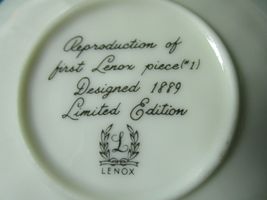 Reproduction of
first Lenox piece (#1)
Designed 1889
Limited Edition
L
LENOX